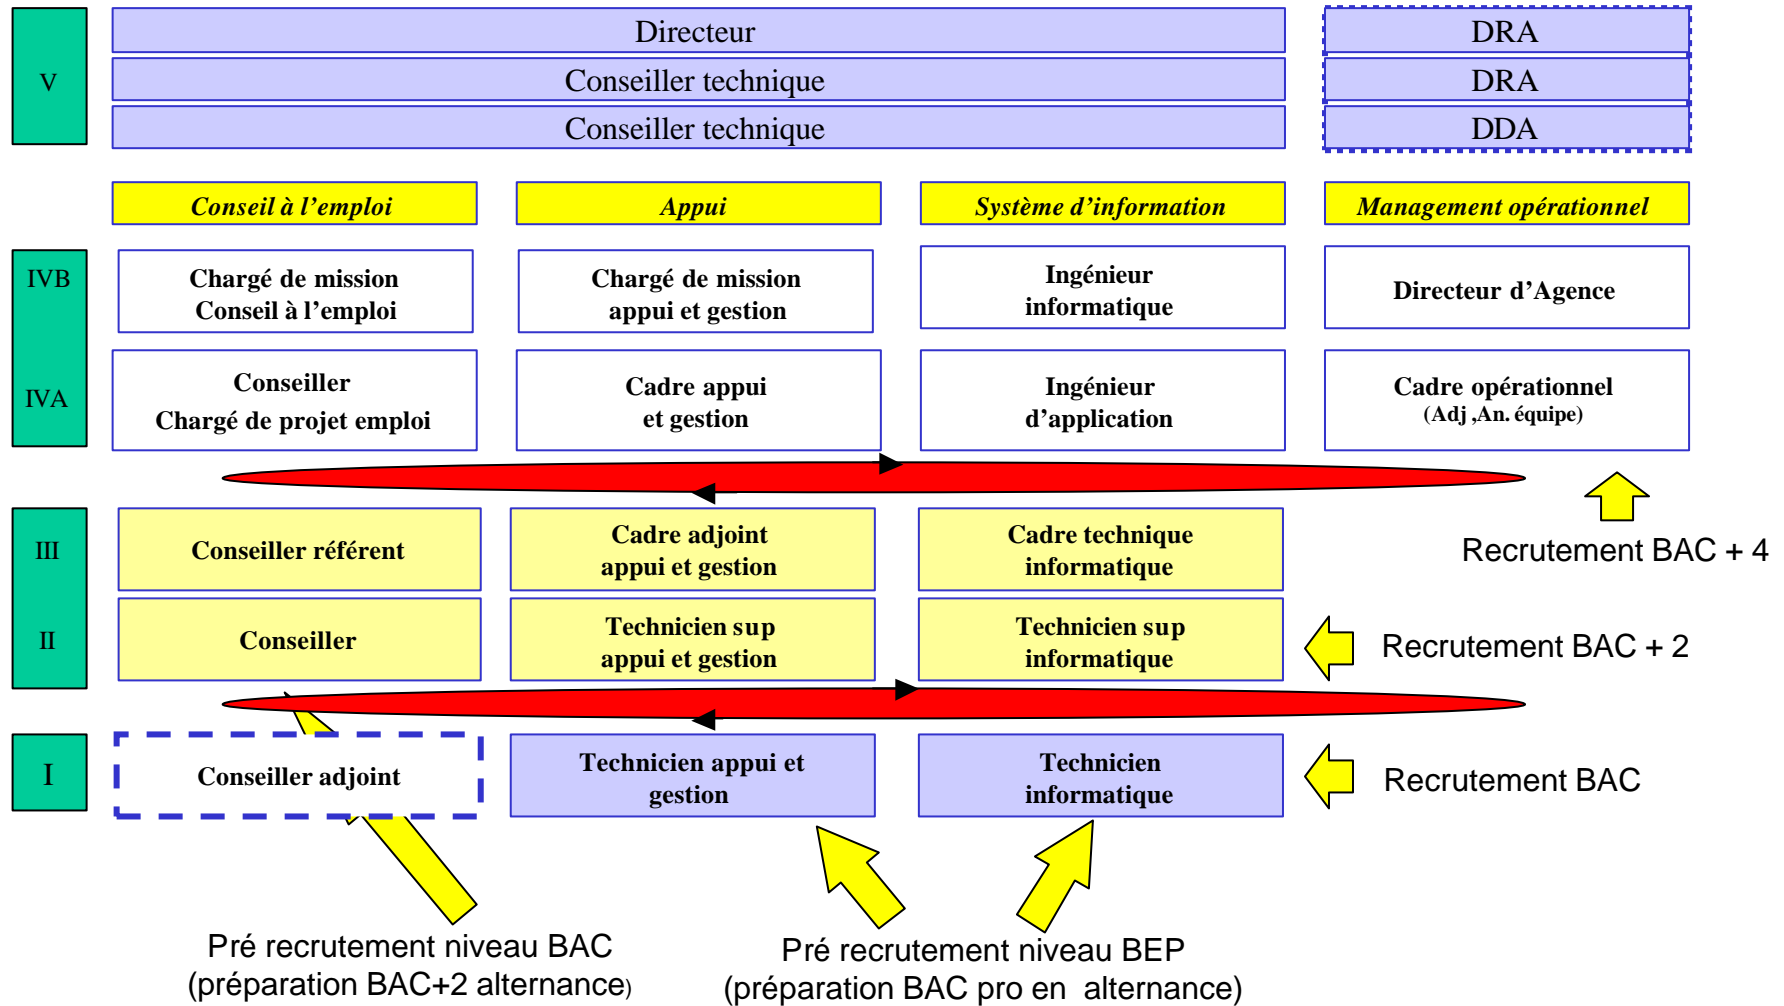 V
Directeur
DRA
Conseiller technique
DRA
Conseiller technique
DDA
Conseil à l’emploi
Appui
Système d’information
Management opérationnel
IVB
Chargé de mission
Conseil à l’emploi
Chargé de mission
appui et gestion
Ingénieur
informatique
Directeur d’Agence
IVA
Conseiller
Chargé de projet emploi
Cadre appui
et gestion
Ingénieur
d’application
Cadre opérationnel
(Adj ,An. équipe)
III
Conseiller référent
Cadre adjoint
appui et gestion
Cadre technique
informatique
Recrutement BAC + 4
II
Conseiller
Technicien sup
appui et gestion
Technicien sup
informatique
Recrutement BAC + 2
I
Conseiller adjoint
Technicien appui et
gestion
Technicien
informatique
Recrutement BAC
Pré recrutement niveau BAC
(préparation BAC+2 alternance)
Pré recrutement niveau BEP
(préparation BAC pro en alternance)